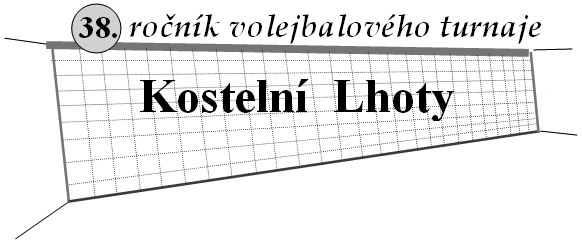 38. ročník volejbalového turnaje
Kostelní Lhoty